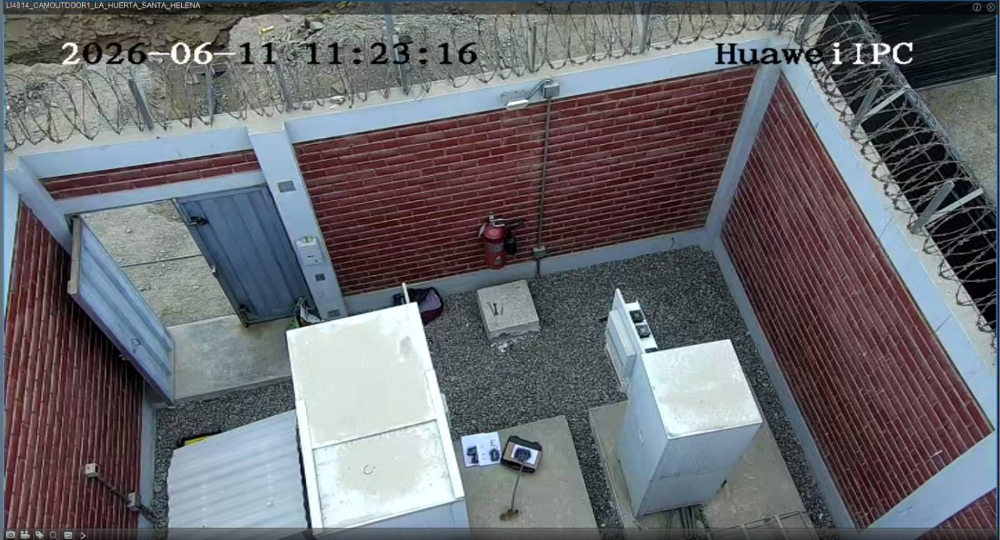 LI4814_CAMOUTDOOR1_LA_HUERTA_SANTA_HELENA
2026-06-11 11:23:16
Huawei IPC